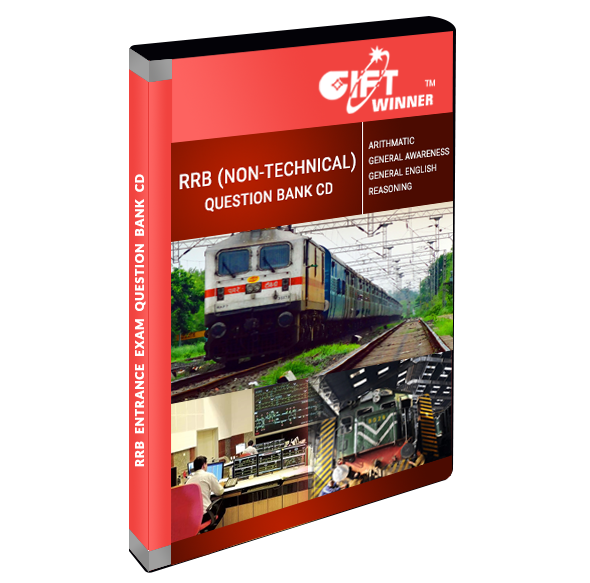 GIFT
WINNER
TM
RRB (NON-TECHNICAL)
QUESTION BANK CD
ARITHMATIC
GENERAL AWARENESS
GENERAL ENGLISH
REASONING
RRB ENTRANCE EXAM QUESTION BANK CD